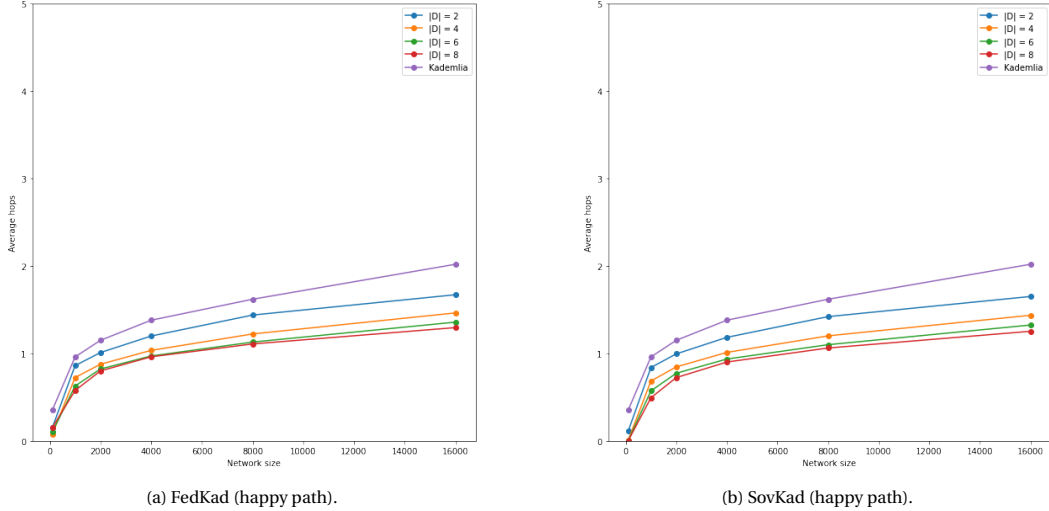 5
4
3
2
1
0
Average hops
0 2000 4000 6000 8000 10000 12000 14000 16000
Network size
|D| = 2
|D| = 4
|D| = 6
|D| = 8
Kademlia
(a) FedKad (happy path).
5
4
3
2
1
0
Average hops
0 2000 4000 6000 8000 10000 12000 14000 16000
Network size
|D| = 2
|D| = 4
|D| = 6
|D| = 8
Kademlia
(b) SovKad (happy path).